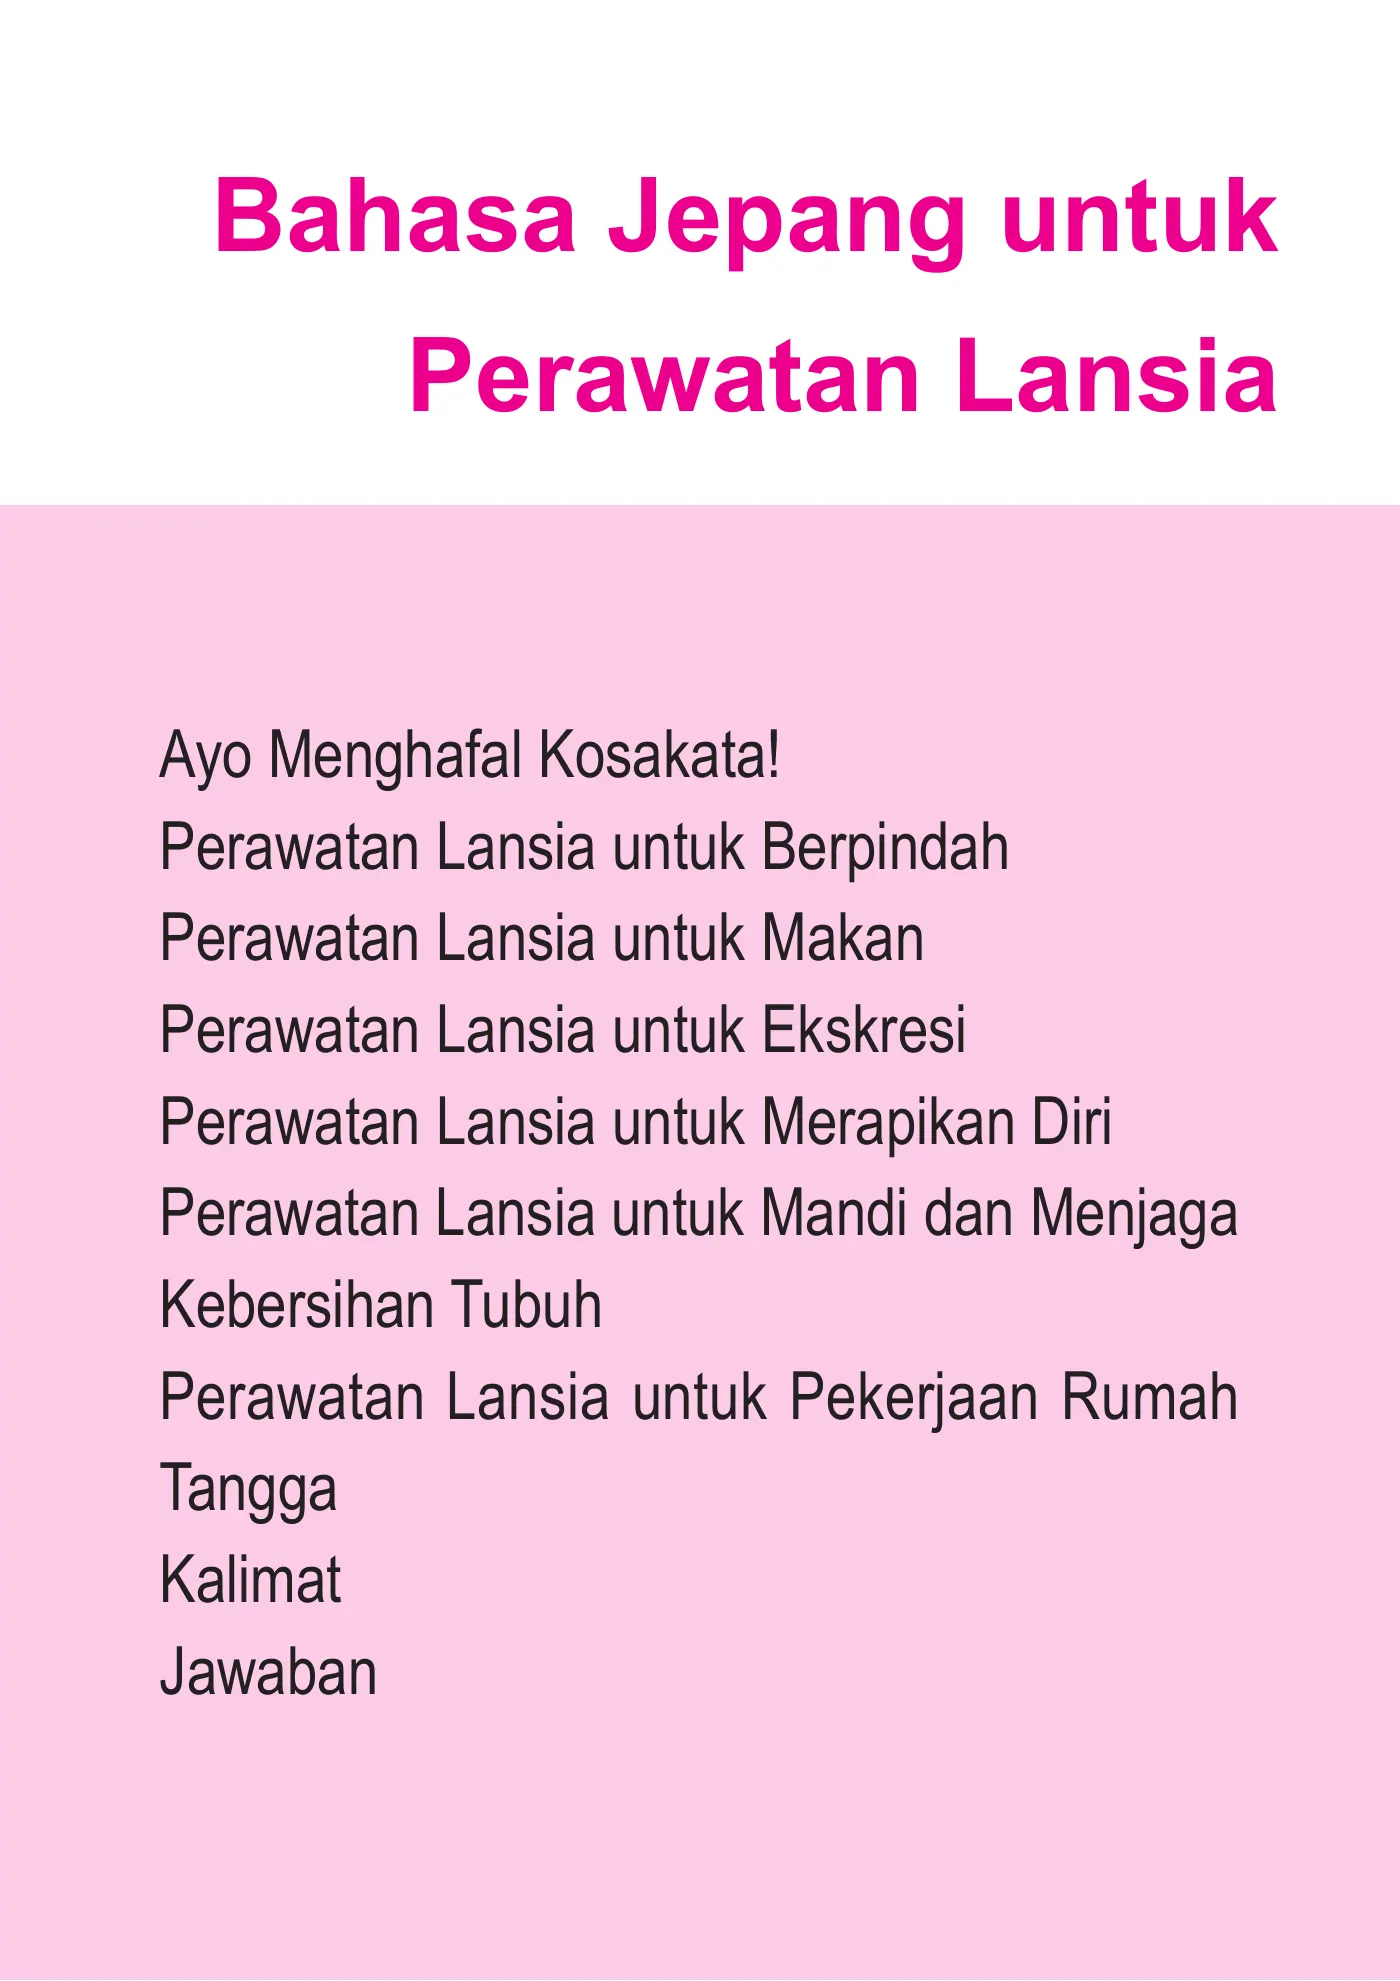 Bahasa Jepang untuk
Perawatan Lansia
Ayo Menghafal Kosakata!
Perawatan Lansia untuk Berpindah
Perawatan Lansia untuk Makan
Perawatan Lansia untuk Ekskresi
Perawatan Lansia untuk Merapikan Diri
Perawatan Lansia untuk Mandi dan Menjaga
Kebersihan Tubuh
Perawatan Lansia untuk Pekerjaan Rumah
Tangga
Kalimat
Jawaban